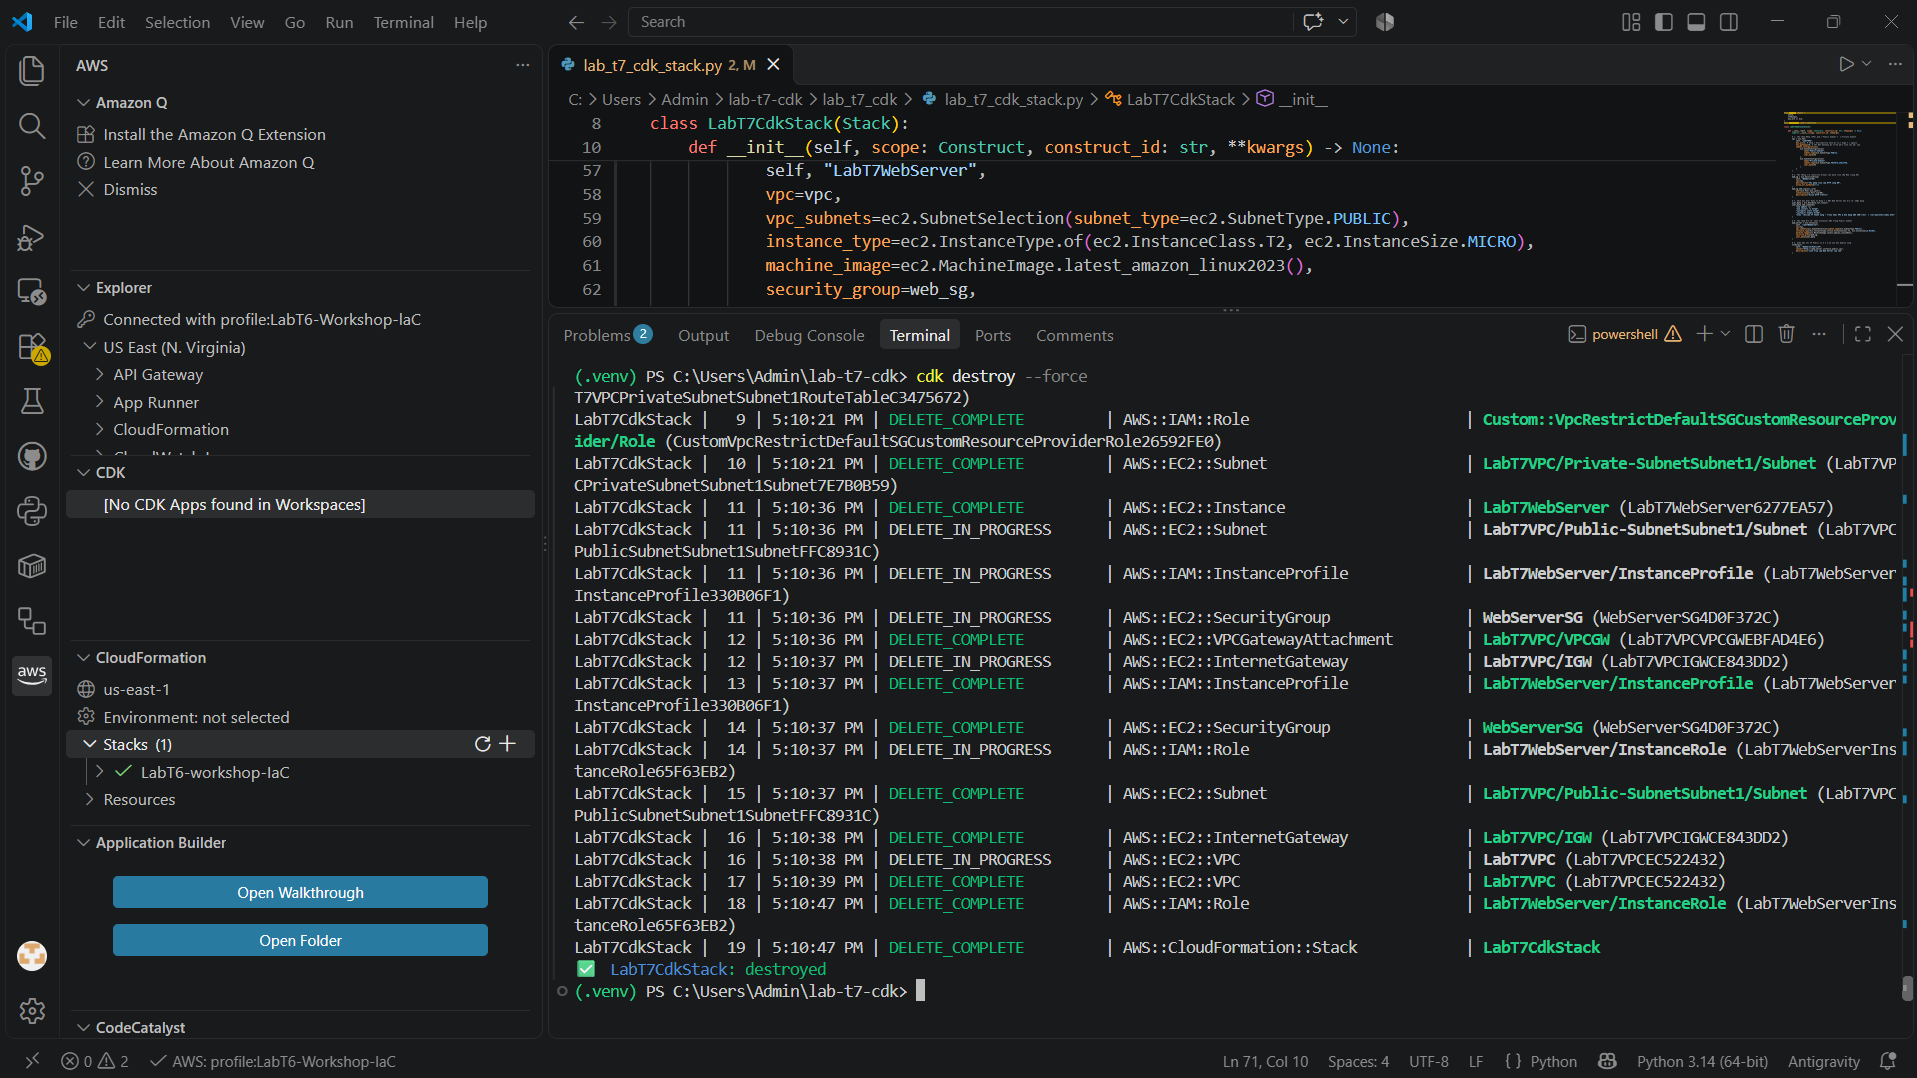 File Edit Selection View Go Run Terminal Help
Search
AWS
Amazon Q
Install the Amazon Q Extension
Learn More About Amazon Q
Dismiss
Explorer
Connected with profile:LabT6-Workshop-IaC
US East (N. Virginia)
API Gateway
App Runner
CloudFormation
CDK
[No CDK Apps found in Workspaces]
CloudFormation
us-east-1
Environment: not selected
Stacks (1)
LabT6-workshop-IaC
Resources
Application Builder
Open Walkthrough
Open Folder
CodeCatalyst
aws
lab_t7_cdk_stack.py 2, M
C: > Users > Admin > lab-t7-cdk > lab_t7_cdk > lab_t7_cdk_stack.py > LabT7CdkStack > __init__
8 class LabT7CdkStack(Stack):
10 def __init__(self, scope: Construct, construct_id: str, **kwargs) -> None:
57 self, "LabT7WebServer",
58 vpc=vpc,
59 vpc_subnets=ec2.SubnetSelection(subnet_type=ec2.SubnetType.PUBLIC),
60 instance_type=ec2.InstanceType.of(ec2.InstanceClass.T2, ec2.InstanceSize.MICRO),
61 machine_image=ec2.MachineImage.latest_amazon_linux2023(),
62 security_group=web_sg,
Problems 2 Output Debug Console Terminal Ports Comments
powershell
(.venv) PS C:\Users\Admin\lab-t7-cdk> cdk destroy --force
T7VPCPrivateSubnetSubnet1RouteTableC3475672)
LabT7CdkStack | 9 | 5:10:21 PM | DELETE_COMPLETE | AWS::IAM::Role | Custom::VpcRestrictDefaultSGCustomResourceProv
ider/Role (CustomVpcRestrictDefaultSGCustomResourceProviderRole26592FE0)
LabT7CdkStack | 10 | 5:10:21 PM | DELETE_COMPLETE | AWS::EC2::Subnet | LabT7VPC/Private-SubnetSubnet1/Subnet (LabT7VP
CPrivateSubnetSubnet1Subnet7E7B0B59)
LabT7CdkStack | 11 | 5:10:36 PM | DELETE_COMPLETE | AWS::EC2::Instance | LabT7WebServer (LabT7WebServer6277EA57)
LabT7CdkStack | 11 | 5:10:36 PM | DELETE_IN_PROGRESS | AWS::EC2::Subnet | LabT7VPC/Public-SubnetSubnet1/Subnet (LabT7VPC
PublicSubnetSubnet1SubnetFFC8931C)
LabT7CdkStack | 11 | 5:10:36 PM | DELETE_IN_PROGRESS | AWS::IAM::InstanceProfile | LabT7WebServer/InstanceProfile (LabT7WebServer
InstanceProfile330B06F1)
LabT7CdkStack | 11 | 5:10:36 PM | DELETE_IN_PROGRESS | AWS::EC2::SecurityGroup | WebServerSG (WebServerSG4D0F372C)
LabT7CdkStack | 12 | 5:10:36 PM | DELETE_COMPLETE | AWS::EC2::VPCGatewayAttachment | LabT7VPC/VPCGW (LabT7VPCVPCGWEBFAD4E6)
LabT7CdkStack | 12 | 5:10:37 PM | DELETE_IN_PROGRESS | AWS::EC2::InternetGateway | LabT7VPC/IGW (LabT7VPCIGWCE843DD2)
LabT7CdkStack | 13 | 5:10:37 PM | DELETE_COMPLETE | AWS::IAM::InstanceProfile | LabT7WebServer/InstanceProfile (LabT7WebServer
InstanceProfile330B06F1)
LabT7CdkStack | 14 | 5:10:37 PM | DELETE_COMPLETE | AWS::EC2::SecurityGroup | WebServerSG (WebServerSG4D0F372C)
LabT7CdkStack | 14 | 5:10:37 PM | DELETE_IN_PROGRESS | AWS::IAM::Role | LabT7WebServer/InstanceRole (LabT7WebServerIns
tanceRole65F63EB2)
LabT7CdkStack | 15 | 5:10:37 PM | DELETE_COMPLETE | AWS::EC2::Subnet | LabT7VPC/Public-SubnetSubnet1/Subnet (LabT7VPC
PublicSubnetSubnet1SubnetFFC8931C)
LabT7CdkStack | 16 | 5:10:38 PM | DELETE_COMPLETE | AWS::EC2::InternetGateway | LabT7VPC/IGW (LabT7VPCIGWCE843DD2)
LabT7CdkStack | 16 | 5:10:38 PM | DELETE_IN_PROGRESS | AWS::EC2::VPC | LabT7VPC (LabT7VPCEC522432)
LabT7CdkStack | 17 | 5:10:39 PM | DELETE_COMPLETE | AWS::EC2::VPC | LabT7VPC (LabT7VPCEC522432)
LabT7CdkStack | 18 | 5:10:47 PM | DELETE_COMPLETE | AWS::IAM::Role | LabT7WebServer/InstanceRole (LabT7WebServerIns
tanceRole65F63EB2)
LabT7CdkStack | 19 | 5:10:47 PM | DELETE_COMPLETE | AWS::CloudFormation::Stack | LabT7CdkStack
✅ LabT7CdkStack: destroyed
(.venv) PS C:\Users\Admin\lab-t7-cdk>
0 2 AWS: profile:LabT6-Workshop-IaC
Ln 71, Col 10 Spaces: 4 UTF-8 LF { } Python Python 3.14 (64-bit) Antigravity